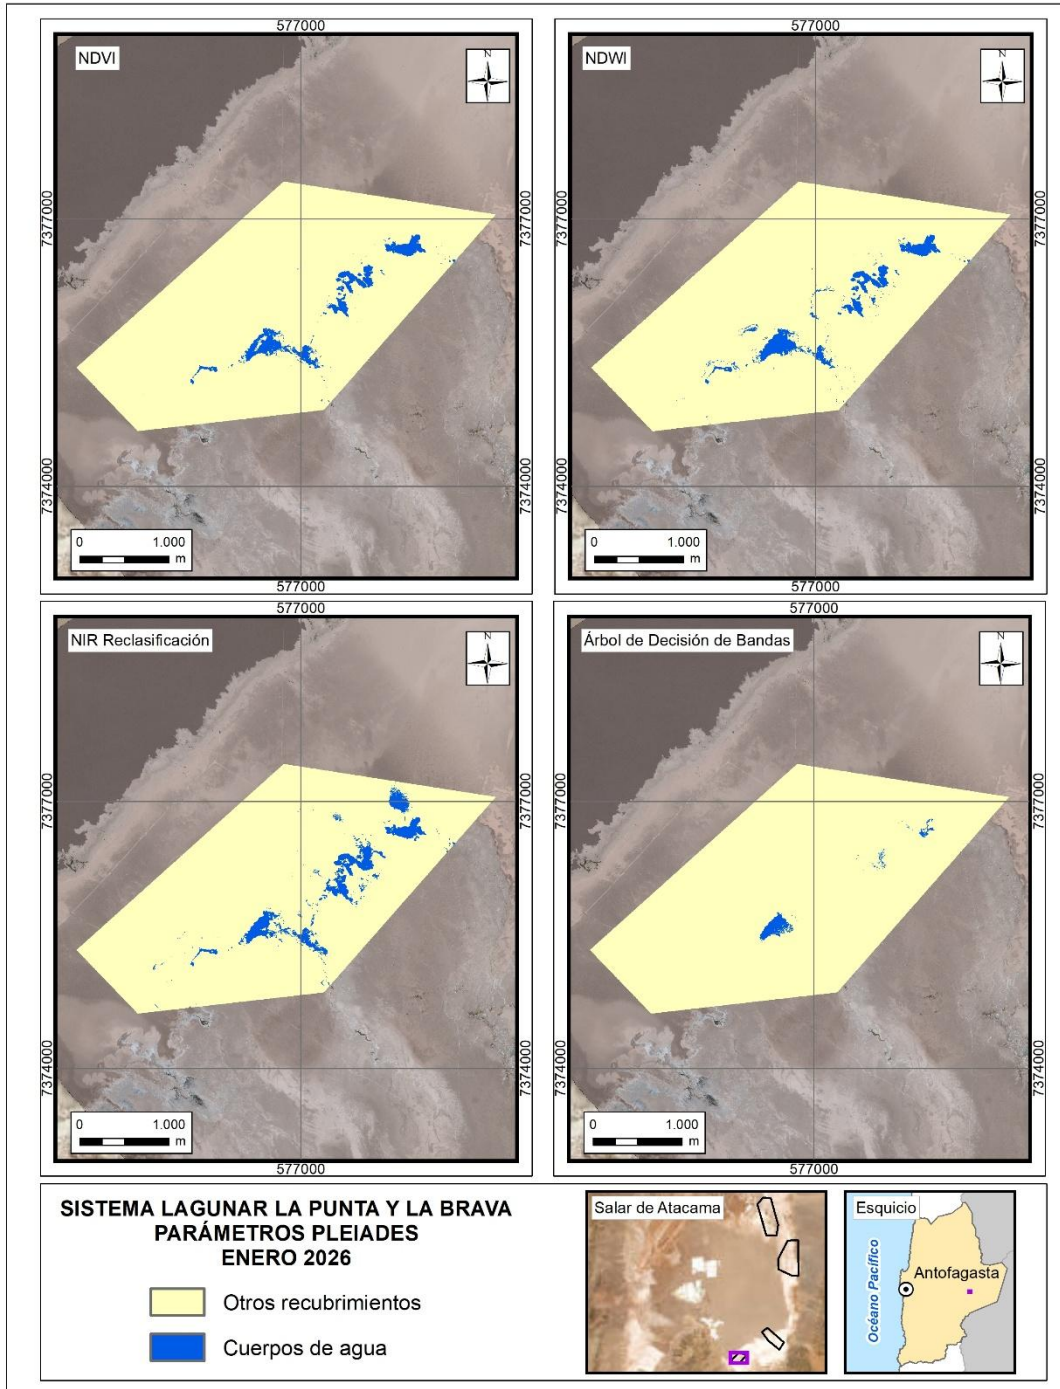 577000
577000
NDVI
N
NDWI
N
7377000
7377000
7377000
7377000
7374000
7374000
7374000
7374000
0 1.000
m
0 1.000
m
577000
577000
577000
577000
NIR Reclasificación
N
Árbol de Decisión de Bandas
N
7377000
7377000
7377000
7377000
7374000
7374000
7374000
7374000
0 1.000
m
0 1.000
m
577000
577000
SISTEMA LAGUNAR LA PUNTA Y LA BRAVA
PARÁMETROS PLEIADES
ENERO 2026
Otros recubrimientos
Cuerpos de agua
Salar de Atacama
Esquicio
Océano Pacífico
Antofagasta